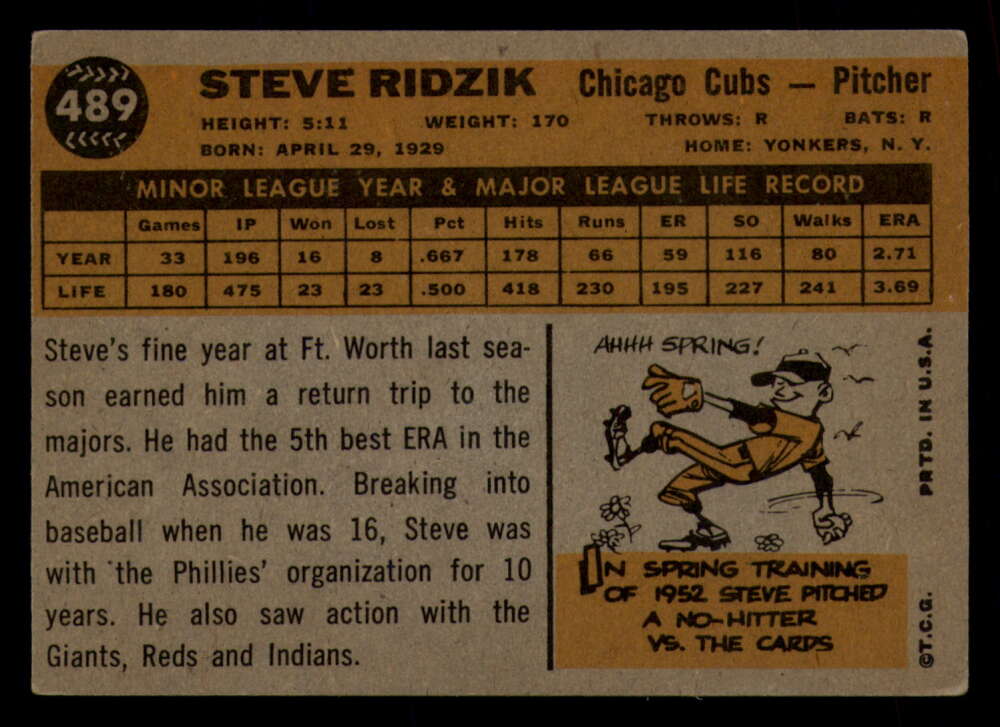 489
STEVE RIDZIK Chicago Cubs — Pitcher
HEIGHT: 5:11 WEIGHT: 170 THROWS: R BATS: R
BORN: APRIL 29, 1929 HOME: YONKERS, N. Y.
MINOR LEAGUE YEAR & MAJOR LEAGUE LIFE RECORD
Games IP Won Lost Pct Hits Runs ER SO Walks ERA
YEAR 33 196 16 8 .667 178 66 59 116 80 2.71
LIFE 180 475 23 23 .500 418 230 195 227 241 3.69
Steve's fine year at Ft. Worth last sea-
son earned him a return trip to the
majors. He had the 5th best ERA in the
American Association. Breaking into
baseball when he was 16, Steve was
with the Phillies' organization for 10
years. He also saw action with the
Giants, Reds and Indians.
AHHH SPRING!
IN SPRING TRAINING
OF 1952 STEVE PITCHED
A NO-HITTER
VS. THE CARDS
©T.C.G. PRTD. IN U.S.A.